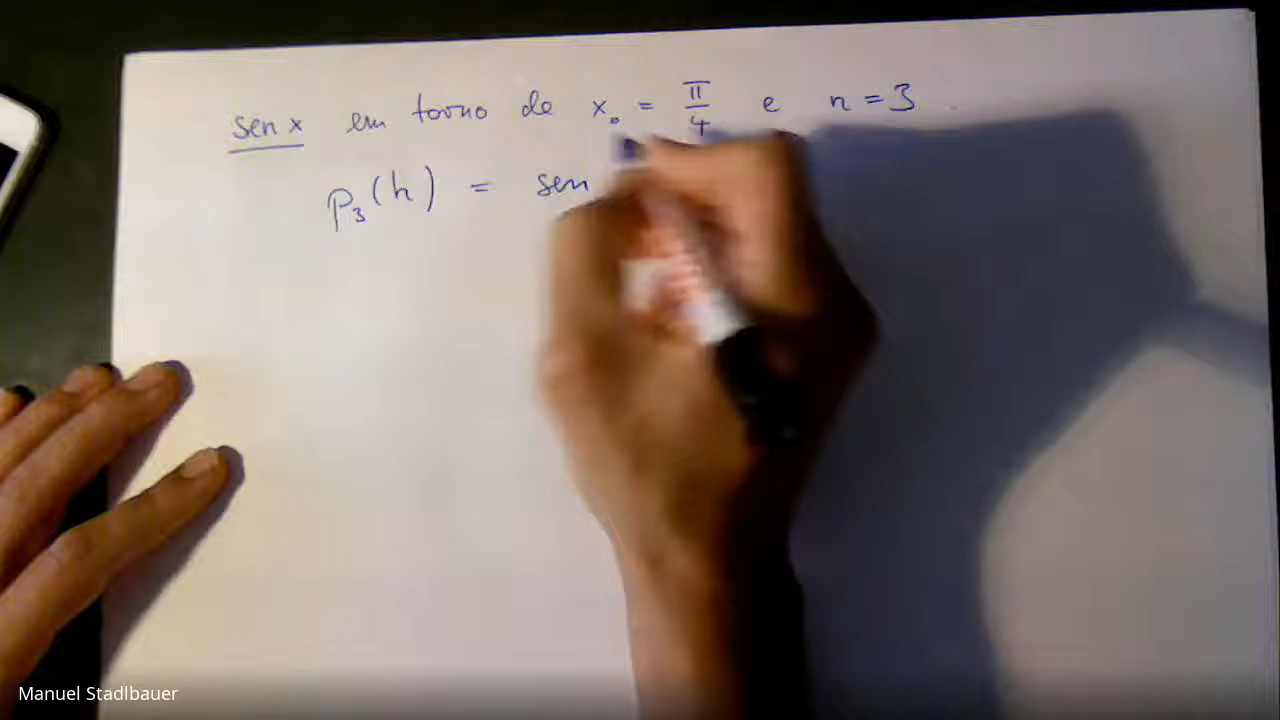 sen x em torno de x₀ = π/4 e n = 3
p₃(h) = sen
Manuel Stadlbauer